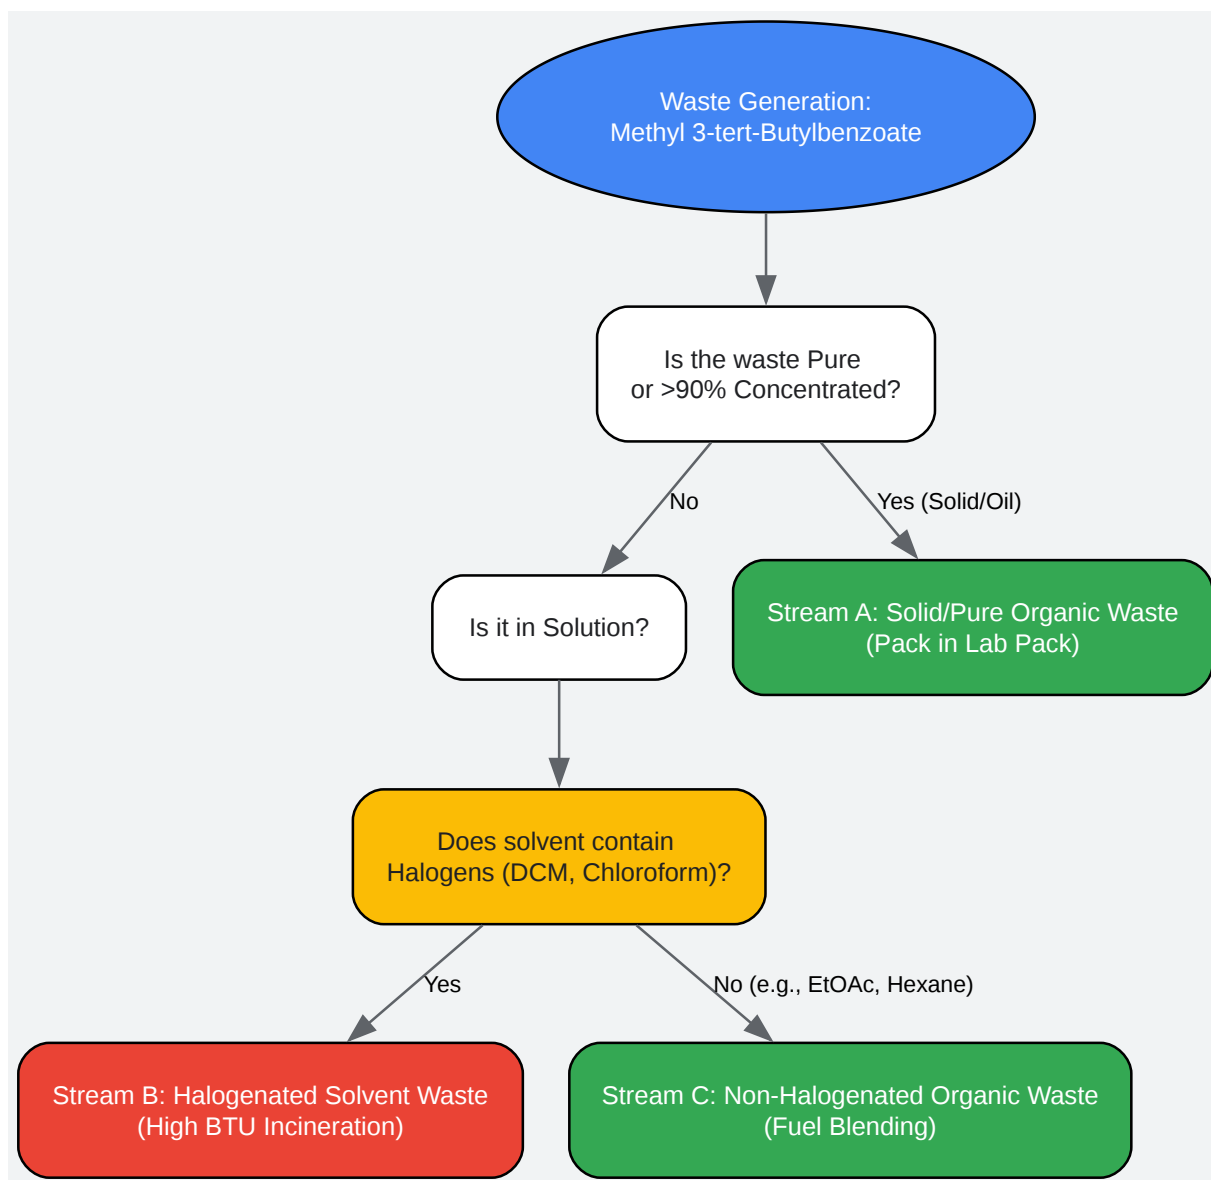 Waste Generation:
Methyl 3-tert-Butylbenzoate
Is the waste Pure
or >90% Concentrated?
No
Yes (Solid/Oil)
Is it in Solution?
Stream A: Solid/Pure Organic Waste
(Pack in Lab Pack)
Does solvent contain
Halogens (DCM, Chloroform)?
Yes
No (e.g., EtOAc, Hexane)
Stream B: Halogenated Solvent Waste
(High BTU Incineration)
Stream C: Non-Halogenated Organic Waste
(Fuel Blending)